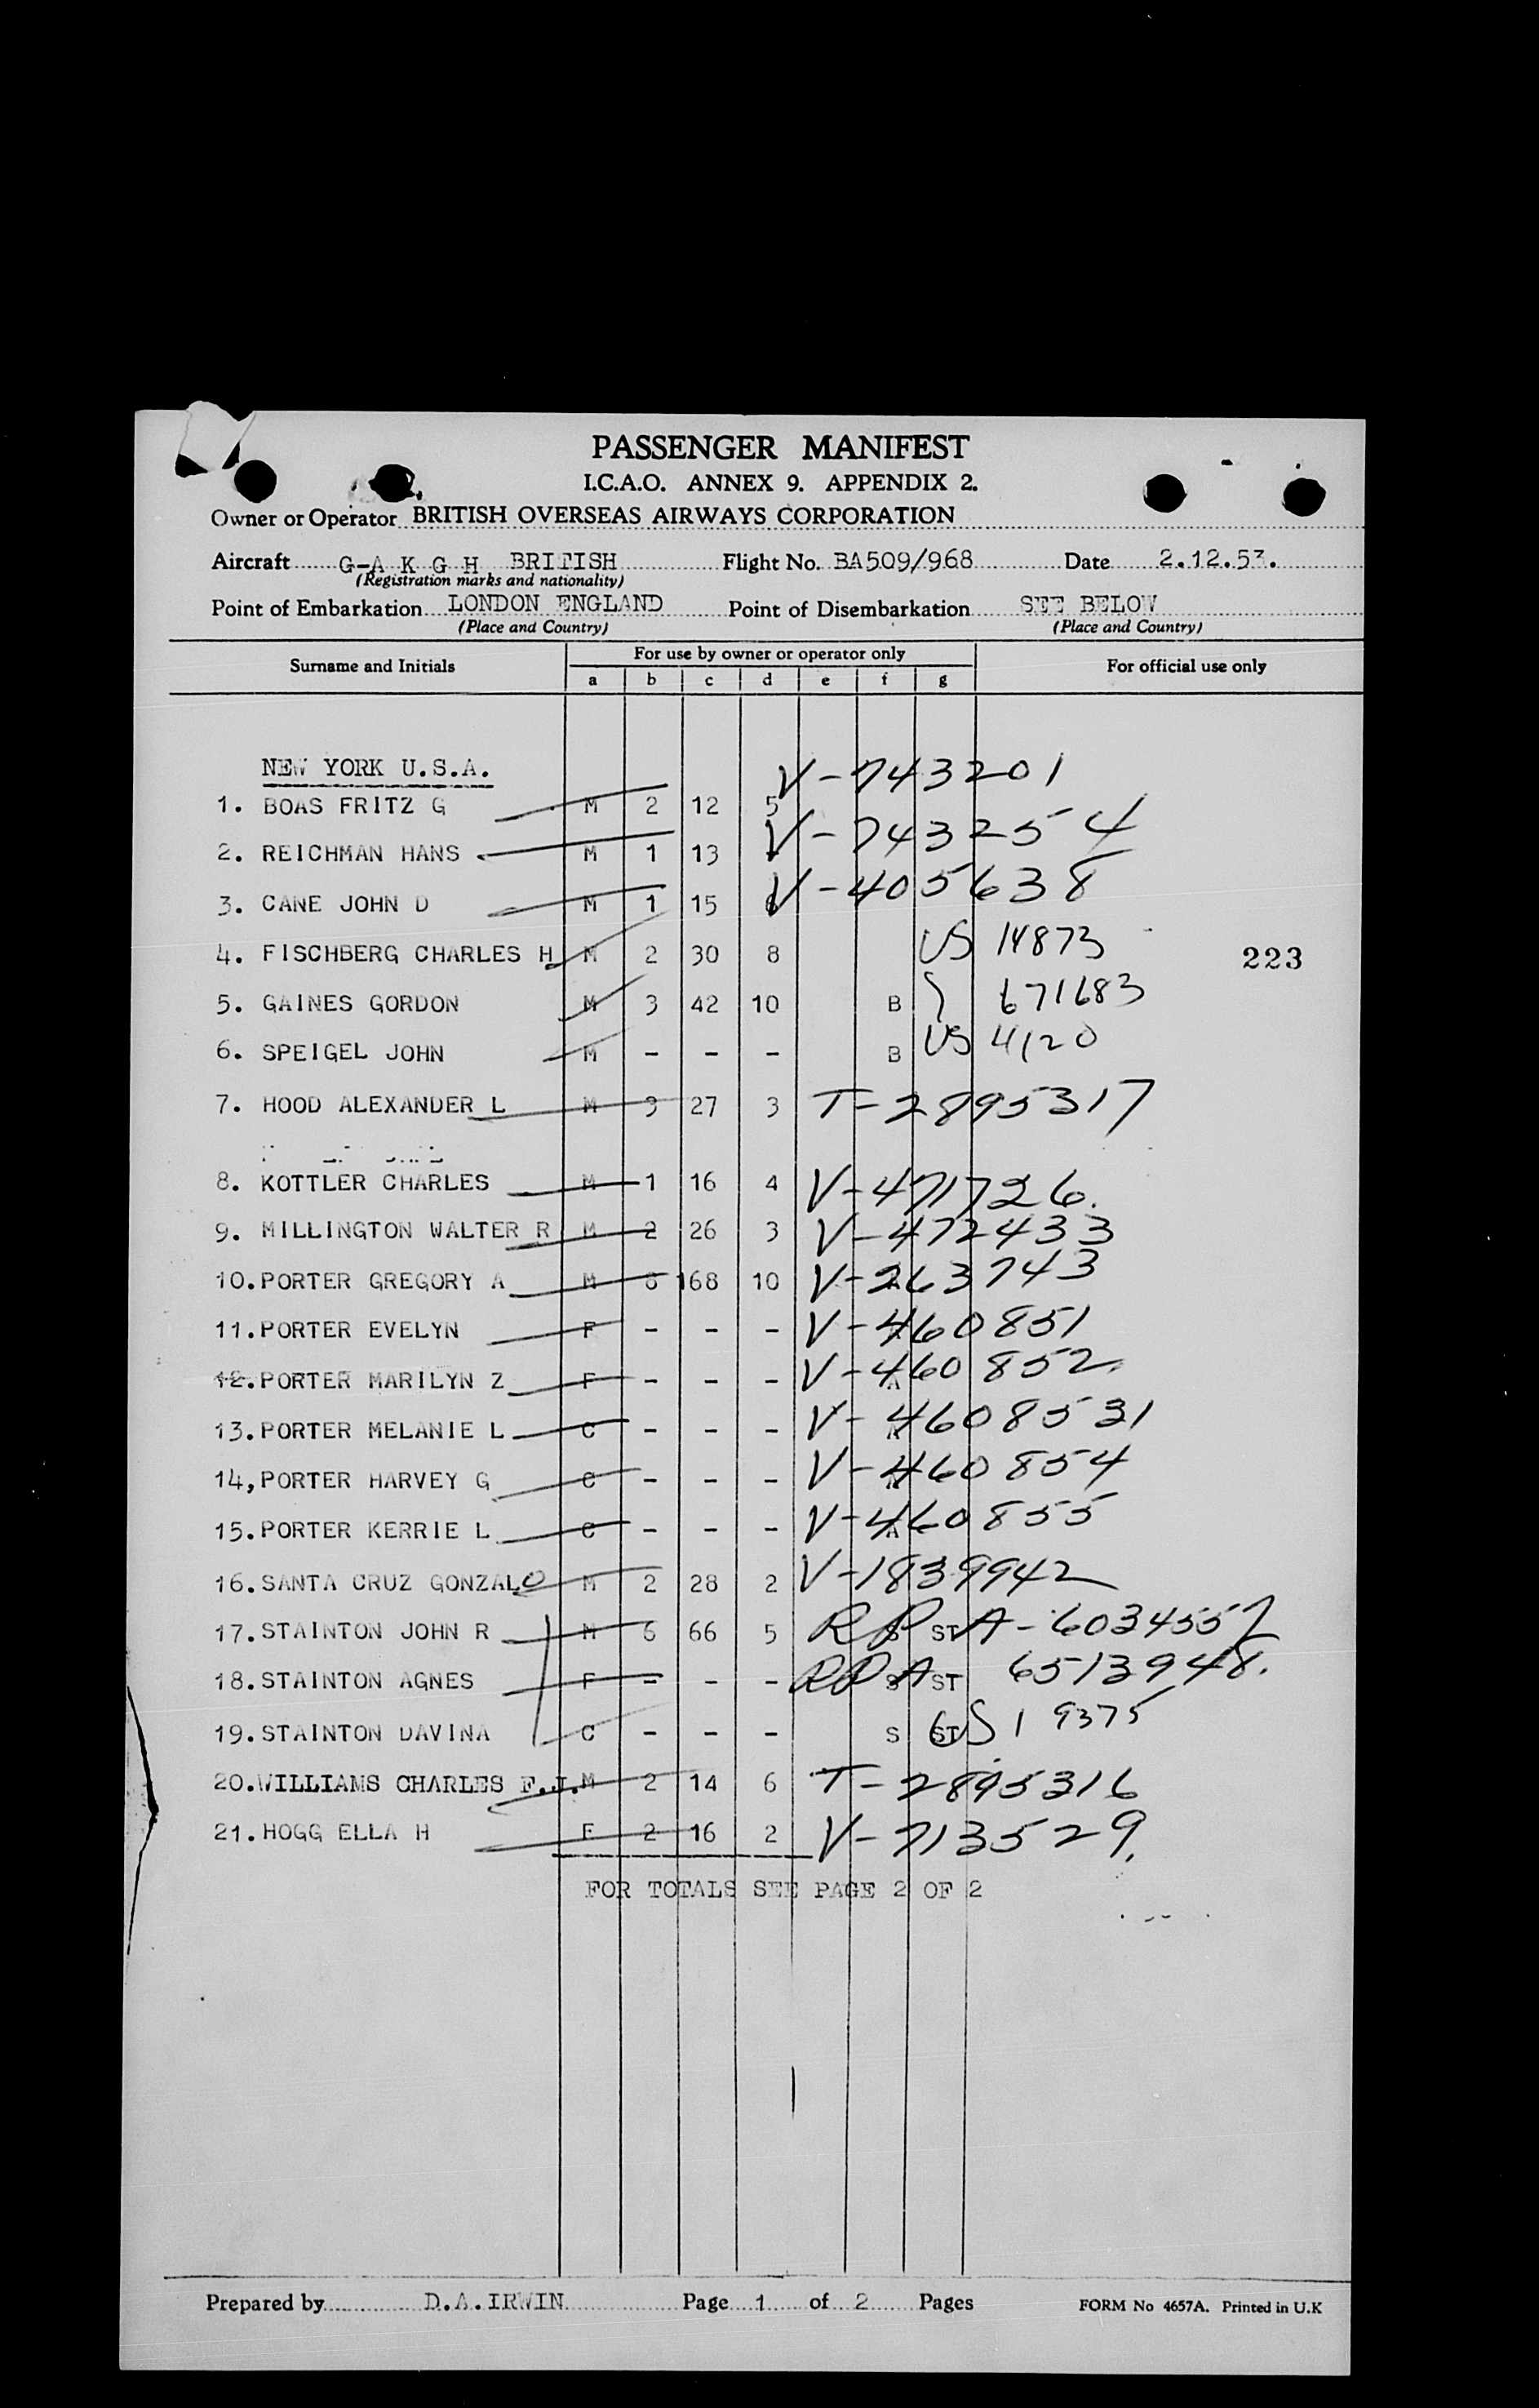 PASSENGER MANIFEST
I.C.A.O. ANNEX 9. APPENDIX 2.
Owner or Operator BRITISH OVERSEAS AIRWAYS CORPORATION
Aircraft G-A K G H BRITISH Flight No. BA509/968 Date 2.12.53.
(Registration marks and nationality)
Point of Embarkation LONDON ENGLAND Point of Disembarkation SEE BELOW
(Place and Country) (Place and Country)
Surname and Initials For use by owner or operator only For official use only
a b c d e f g
NEW YORK U.S.A. V-743201
1. BOAS FRITZ G M 2 12 5
2. REICHMAN HANS M 1 13 V-743254
3. CANE JOHN D M 1 15 V-405638
4. FISCHBERG CHARLES H M 2 30 8 US 14873 223
5. GAINES GORDON M 3 42 10 B } 671683
6. SPEIGEL JOHN M - - - B US 4120
7. HOOD ALEXANDER L M 3 27 3 T-2895317
8. KOTTLER CHARLES M 1 16 4 V-471726.
9. MILLINGTON WALTER R M 2 26 3 V-472433
10. PORTER GREGORY A M 6 168 10 V-263743
11. PORTER EVELYN F - - - V-460851
12. PORTER MARILYN Z F - - - A V-460852.
13. PORTER MELANIE L C - - - V-4608531
14, PORTER HARVEY G C - - - V-460854
15. PORTER KERRIE L C - - - A V-460855
16. SANTA CRUZ GONZALO M 2 28 2 V-1839942
17. STAINTON JOHN R M 6 66 5 RP S ST A-6034557
18. STAINTON AGNES F - - - RP A S ST 6513948.
19. STAINTON DAVINA C - - - S ST US 19375
20. WILLIAMS CHARLES F.J. M 2 14 6 T-2895316
21. HOGG ELLA H F 2 16 2 V-713529.
FOR TOTALS SEE PAGE 2 OF 2
Prepared by D.A.IRWIN Page 1 of 2 Pages FORM No 4657A. Printed in U.K